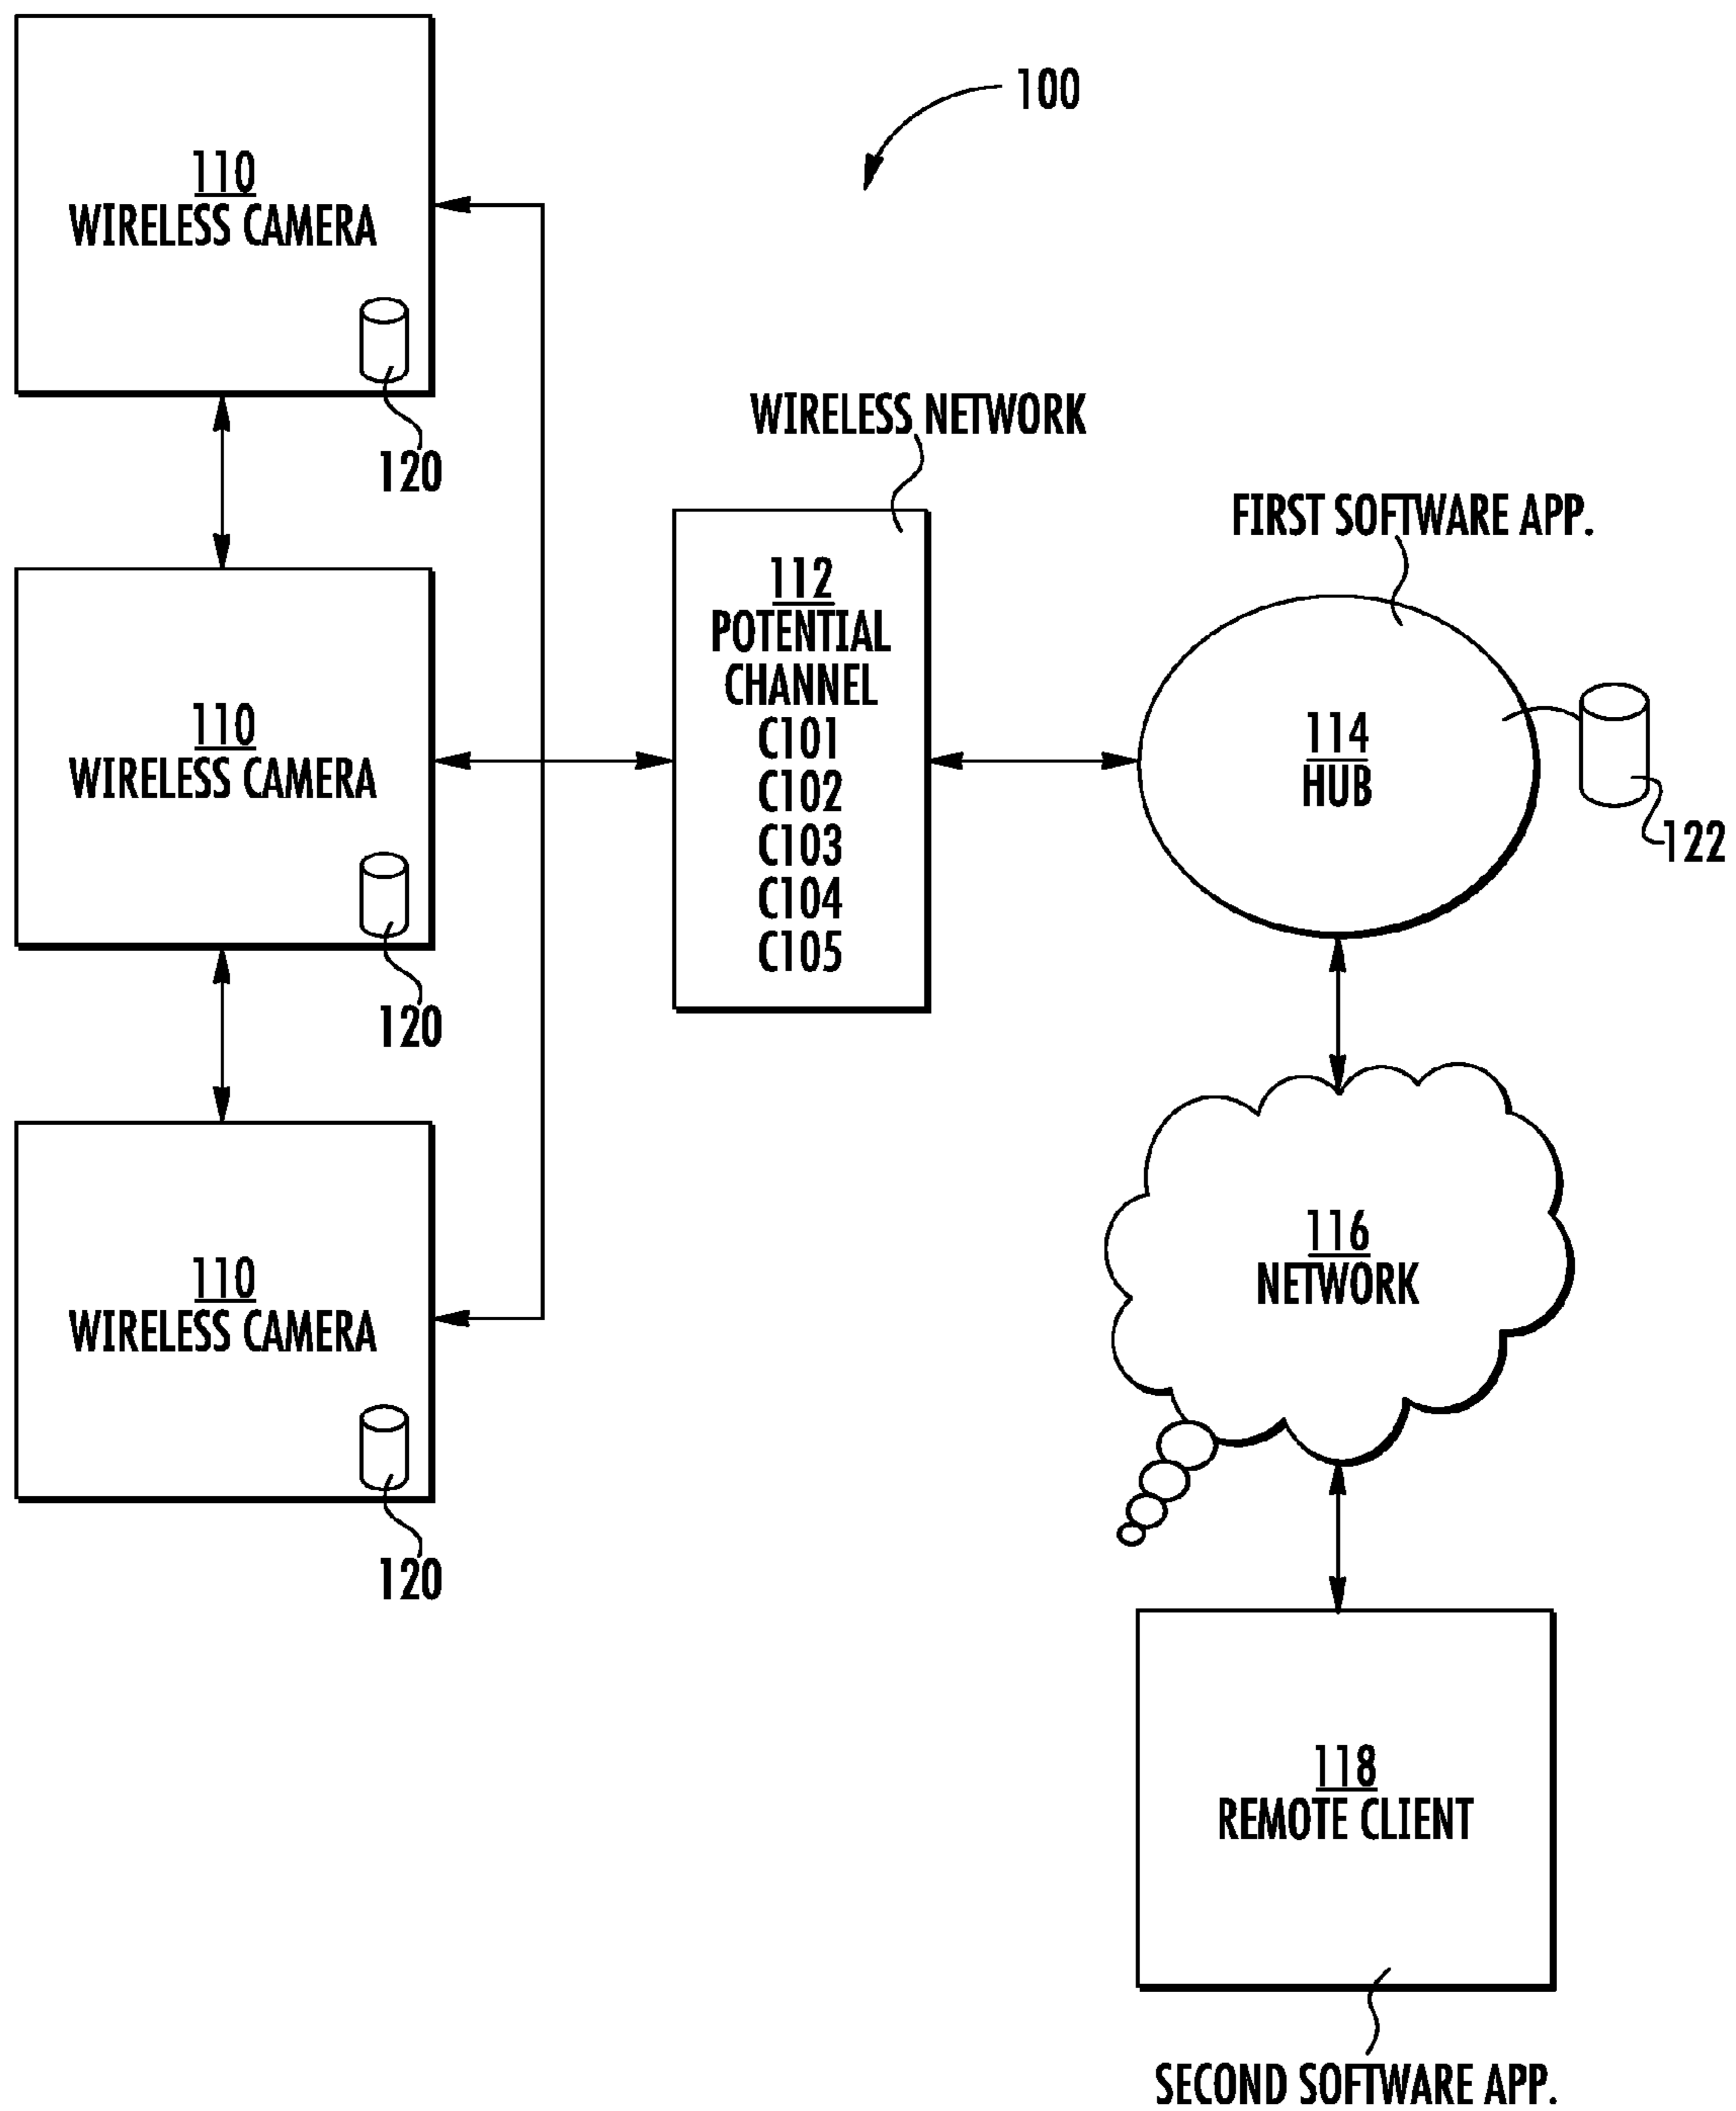 100
110
WIRELESS CAMERA
120
WIRELESS NETWORK
FIRST SOFTWARE APP.
112
POTENTIAL
CHANNEL
C101
C102
C103
C104
C105
110
WIRELESS CAMERA
114
HUB
122
120
116
NETWORK
110
WIRELESS CAMERA
120
118
REMOTE CLIENT
SECOND SOFTWARE APP.